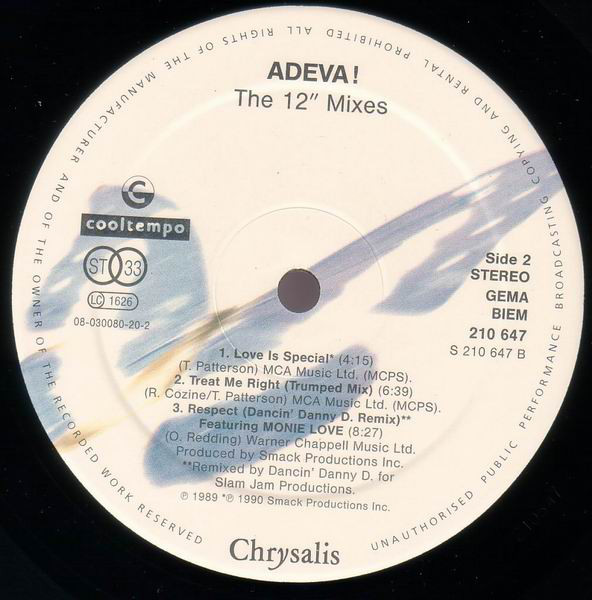 ALL RIGHTS OF THE MANUFACTURER AND OF THE OWNER OF THE RECORDED WORK RESERVED
UNAUTHORISED PUBLIC PERFORMANCE BROADCASTING COPYING AND RENTAL PROHIBITED
ADEVA!
The 12" Mixes
C
cooltempo
ST 33
LC 1626
08-030080-20-2
Side 2
STEREO
GEMA
BIEM
210 647
S 210 647 B
1. Love Is Special* (4:15)
(T. Patterson) MCA Music Ltd. (MCPS).
2. Treat Me Right (Trumped Mix) (6:39)
(R. Cozine/T. Patterson) MCA Music Ltd. (MCPS).
3. Respect (Dancin' Danny D. Remix)**
Featuring MONIE LOVE (8:27)
(O. Redding) Warner Chappell Music Ltd.
Produced by Smack Productions Inc.
**Remixed by Dancin' Danny D. for
Slam Jam Productions.
℗ 1989 *℗ 1990 Smack Productions Inc.
Chrysalis